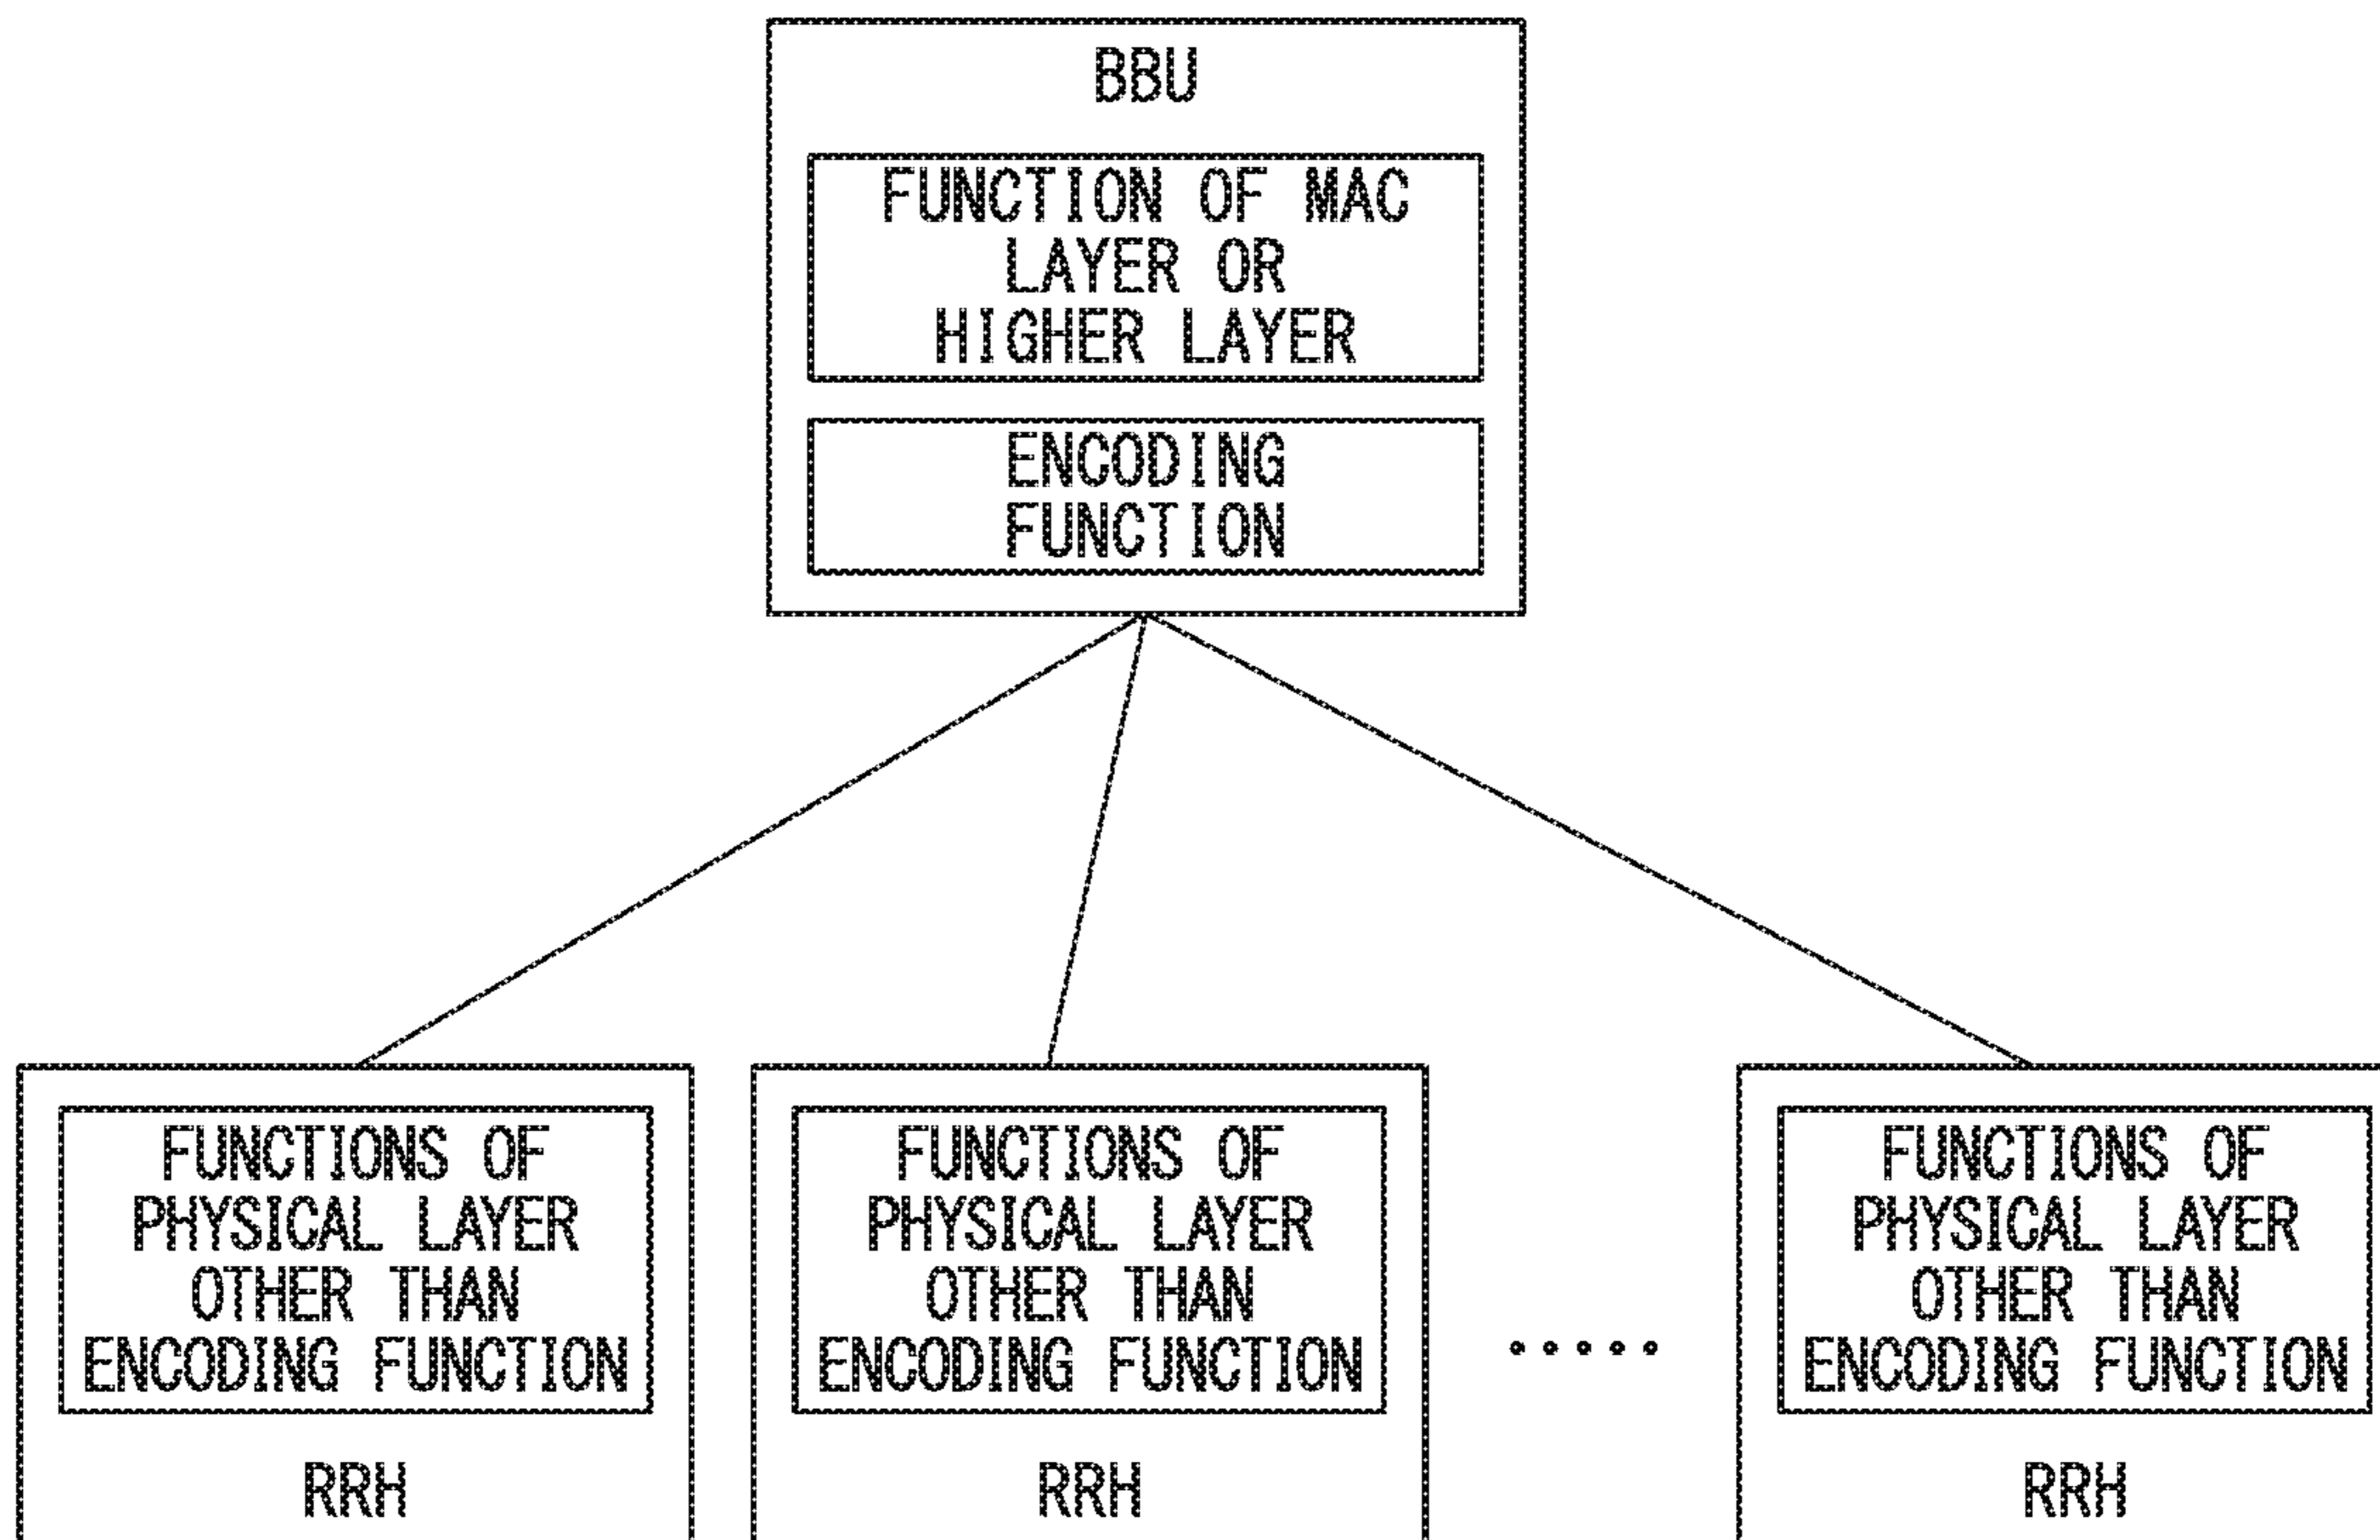 BBU
FUNCTION OF MAC
LAYER OR
HIGHER LAYER
ENCODING
FUNCTION
FUNCTIONS OF
PHYSICAL LAYER
OTHER THAN
ENCODING FUNCTION
RRH
FUNCTIONS OF
PHYSICAL LAYER
OTHER THAN
ENCODING FUNCTION
RRH
.....
FUNCTIONS OF
PHYSICAL LAYER
OTHER THAN
ENCODING FUNCTION
RRH